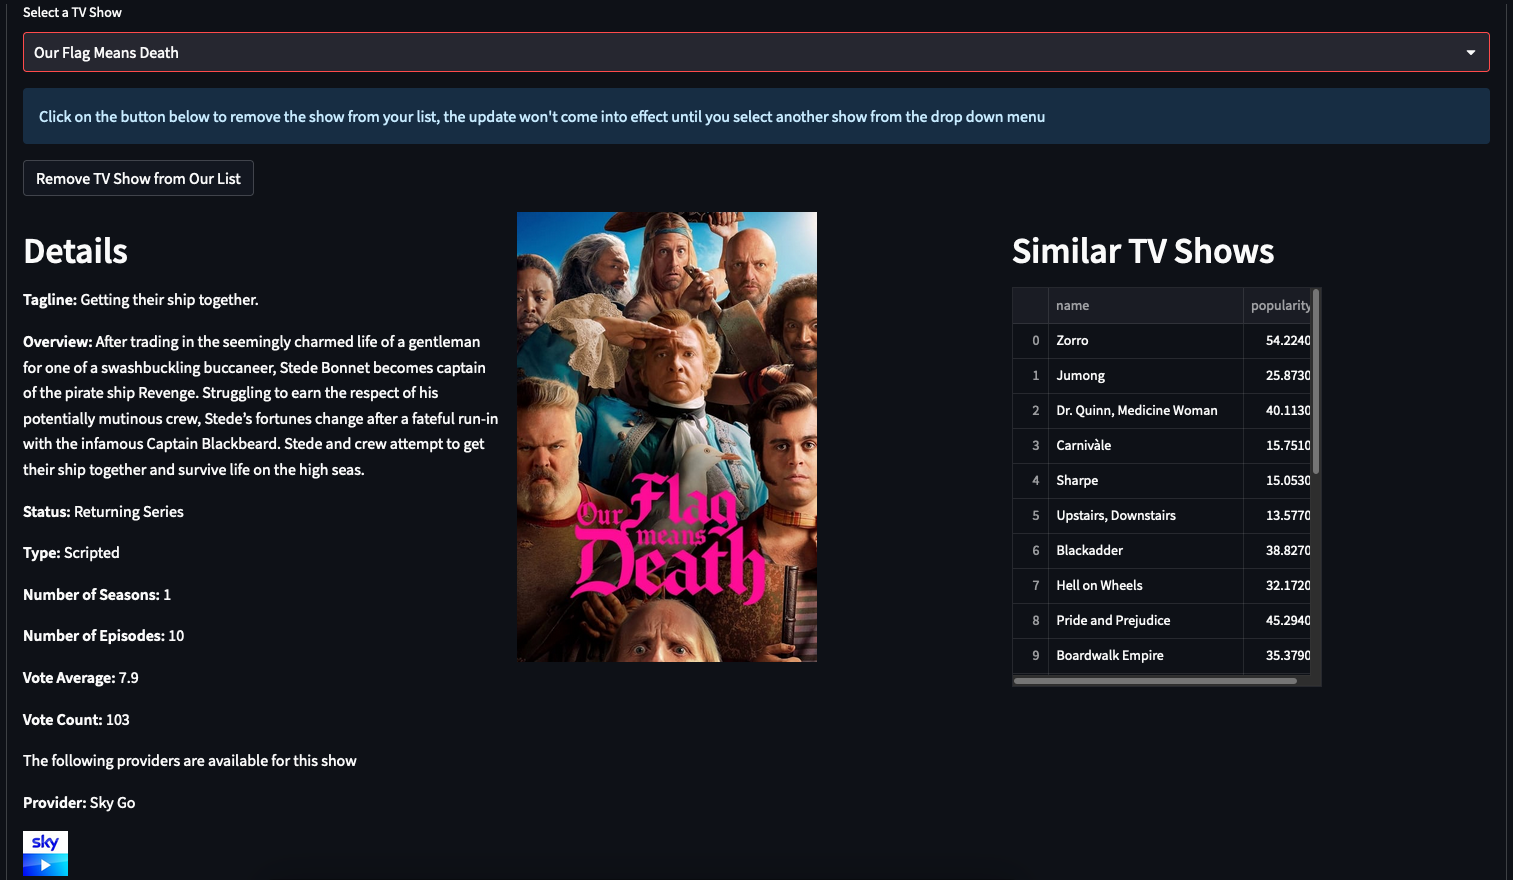 Select a TV Show
Our Flag Means Death
Click on the button below to remove the show from your list, the update won't come into effect until you select another show from the drop down menu
Remove TV Show from Our List
Details
Tagline: Getting their ship together.
Overview: After trading in the seemingly charmed life of a gentleman
for one of a swashbuckling buccaneer, Stede Bonnet becomes captain
of the pirate ship Revenge. Struggling to earn the respect of his
potentially mutinous crew, Stede’s fortunes change after a fateful run-in
with the infamous Captain Blackbeard. Stede and crew attempt to get
their ship together and survive life on the high seas.
Status: Returning Series
Type: Scripted
Number of Seasons: 1
Number of Episodes: 10
Vote Average: 7.9
Vote Count: 103
The following providers are available for this show
Provider: Sky Go
sky
Our Flag
means
Death
Similar TV Shows
name popularity
0 Zorro 54.2240
1 Jumong 25.8730
2 Dr. Quinn, Medicine Woman 40.1130
3 Carnivàle 15.7510
4 Sharpe 15.0530
5 Upstairs, Downstairs 13.5770
6 Blackadder 38.8270
7 Hell on Wheels 32.1720
8 Pride and Prejudice 45.2940
9 Boardwalk Empire 35.3790